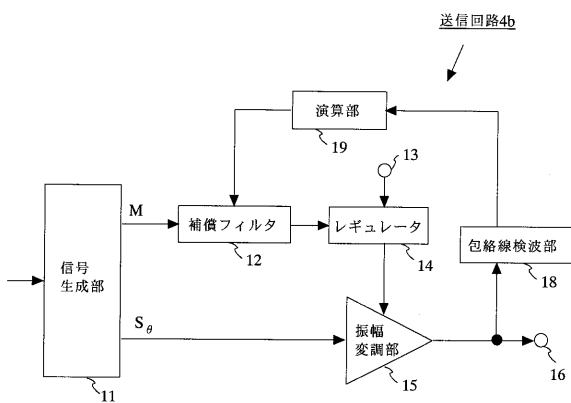 送信回路4b
演算部
19
13
M
補償フィルタ
12
レギュレータ
14
包絡線検波部
18
信号
生成部
11
Sθ
振幅
変調部
15
16